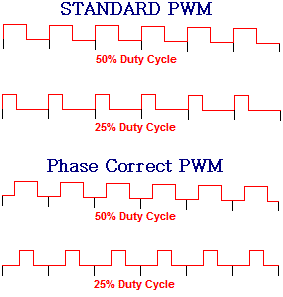 STANDARD PWM
50% Duty Cycle
25% Duty Cycle
Phase Correct PWM
50% Duty Cycle
25% Duty Cycle